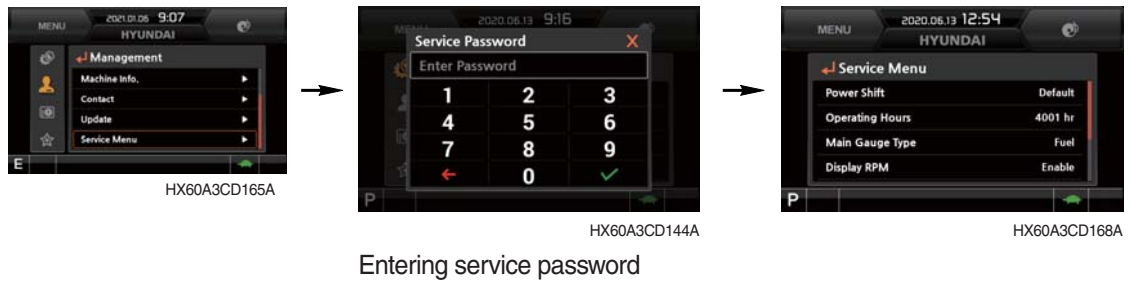 MENU
2021.01.06 9:07
HYUNDAI
Management
Machine Info.
Contact
Update
Service Menu
E
HX60A3CD165A
2020.06.13 9:16
Service Password
X
Enter Password
1 2 3
4 5 6
7 8 9
0
P
HX60A3CD144A
Entering service password
MENU
2020.06.13 12:54
HYUNDAI
Service Menu
Power Shift Default
Operating Hours 4001 hr
Main Gauge Type Fuel
Display RPM Enable
P
HX60A3CD168A